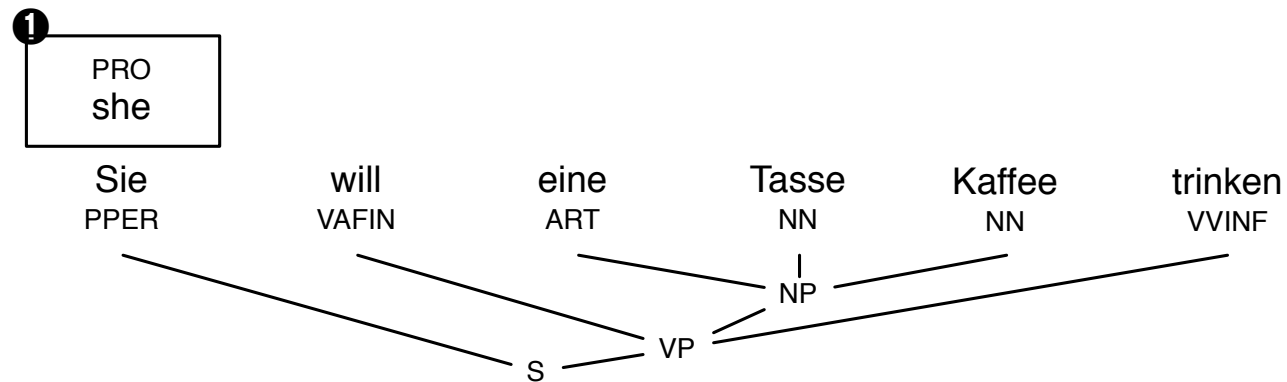 ❶
PRO
she
Sie will eine Tasse Kaffee trinken
PPER VAFIN ART NN NN VVINF
NP
VP
S